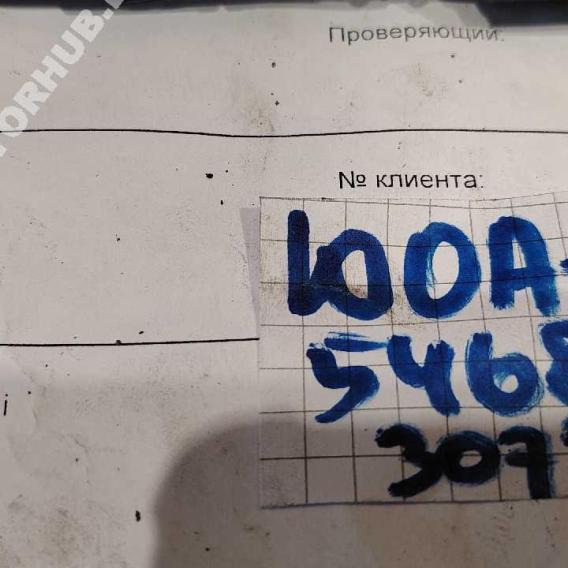 Проверяющий:
№ клиента:
ЮОА-
5468
307